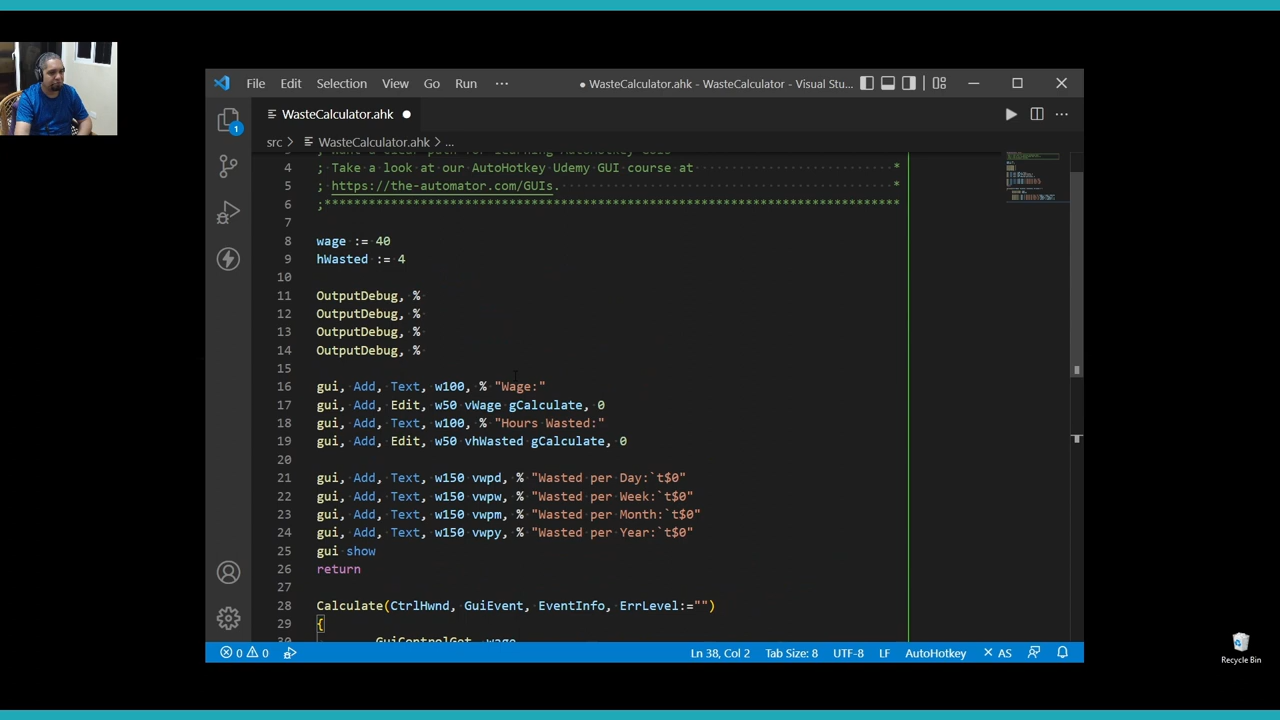 File Edit Selection View Go Run ··· ● WasteCalculator.ahk - WasteCalculator - Visual Stu...
WasteCalculator.ahk
src > WasteCalculator.ahk > ...
1
4 ; Take a look at our AutoHotkey Udemy GUI course at *
5 ; https://the-automator.com/GUIs. *
6 ;******************************************************************************
7
8 wage := 40
9 hWasted := 4
10
11 OutputDebug, %
12 OutputDebug, %
13 OutputDebug, %
14 OutputDebug, %
15
16 gui, Add, Text, w100, % "Wage:"
17 gui, Add, Edit, w50 vWage gCalculate, 0
18 gui, Add, Text, w100, % "Hours Wasted:"
19 gui, Add, Edit, w50 vhWasted gCalculate, 0
20
21 gui, Add, Text, w150 vwpd, % "Wasted per Day:`t$0"
22 gui, Add, Text, w150 vwpw, % "Wasted per Week:`t$0"
23 gui, Add, Text, w150 vwpm, % "Wasted per Month:`t$0"
24 gui, Add, Text, w150 vwpy, % "Wasted per Year:`t$0"
25 gui show
26 return
27
28 Calculate(CtrlHwnd, GuiEvent, EventInfo, ErrLevel:="")
29 {
0 0 Ln 38, Col 2 Tab Size: 8 UTF-8 LF AutoHotkey AS
Recycle Bin